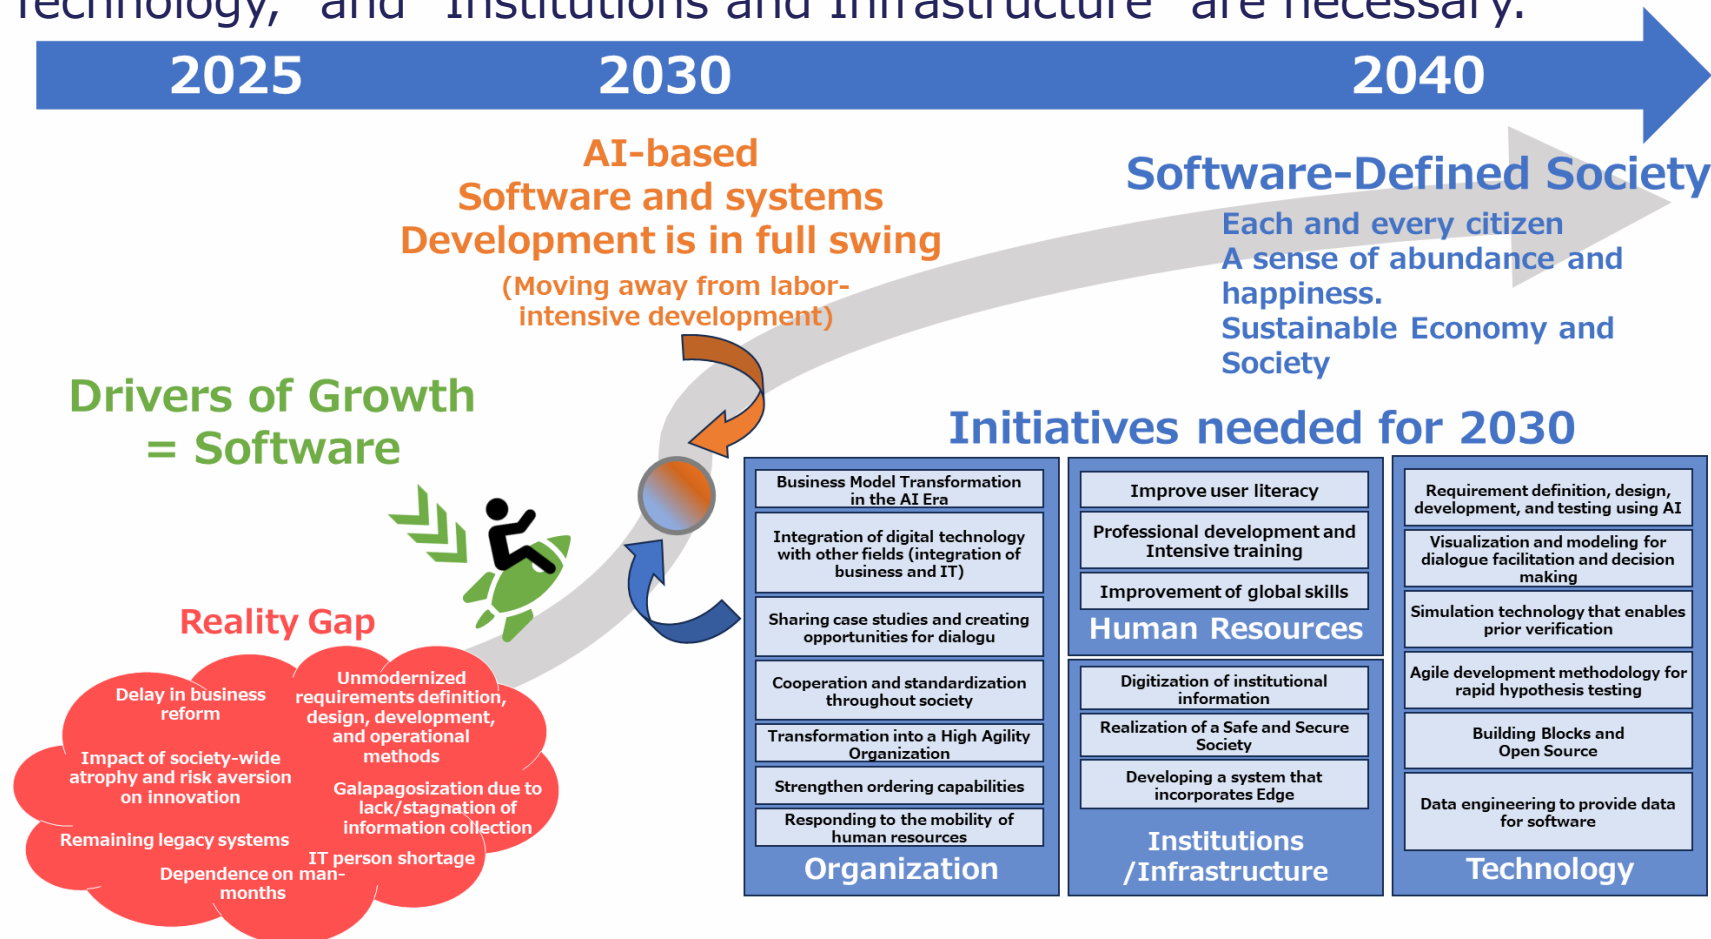 Technology," and "Institutions and Infrastructure" are necessary.
2025
2030
2040
AI-based
Software and systems
Development is in full swing
(Moving away from labor-
intensive development)
Software-Defined Society
Each and every citizen
A sense of abundance and
happiness.
Sustainable Economy and
Society
Drivers of Growth
= Software
Reality Gap
Delay in business
reform
Unmodernized
requirements definition,
design, development,
and operational
methods
Impact of society-wide
atrophy and risk aversion
on innovation
Galapagosization due to
lack/stagnation of
information collection
Remaining legacy systems
IT person shortage
Dependence on man-
months
Initiatives needed for 2030
Business Model Transformation
in the AI Era
Integration of digital technology
with other fields (integration of
business and IT)
Sharing case studies and creating
opportunities for dialogu
Cooperation and standardization
throughout society
Transformation into a High Agility
Organization
Strengthen ordering capabilities
Responding to the mobility of
human resources
Organization
Improve user literacy
Professional development and
Intensive training
Improvement of global skills
Human Resources
Digitization of institutional
information
Realization of a Safe and Secure
Society
Developing a system that
incorporates Edge
Institutions
/Infrastructure
Requirement definition, design,
development, and testing using AI
Visualization and modeling for
dialogue facilitation and decision
making
Simulation technology that enables
prior verification
Agile development methodology for
rapid hypothesis testing
Building Blocks and
Open Source
Data engineering to provide data
for software
Technology